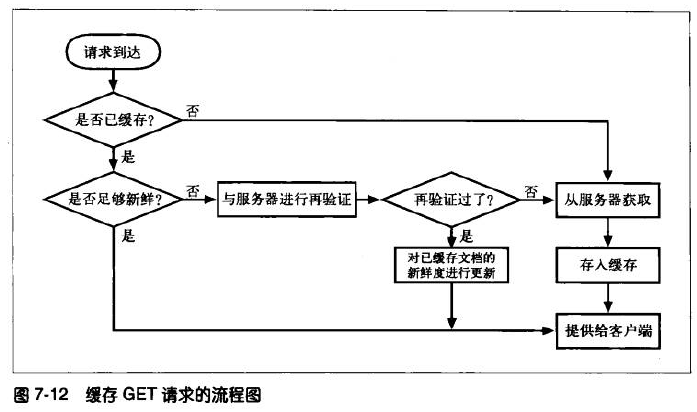 请求到达
是否已缓存?
否
是
是否足够新鲜?
否
与服务器进行再验证
再验证过了?
否
从服务器获取
是
是
对已缓存文档的
新鲜度进行更新
存入缓存
提供给客户端
图 7-12 缓存 GET 请求的流程图